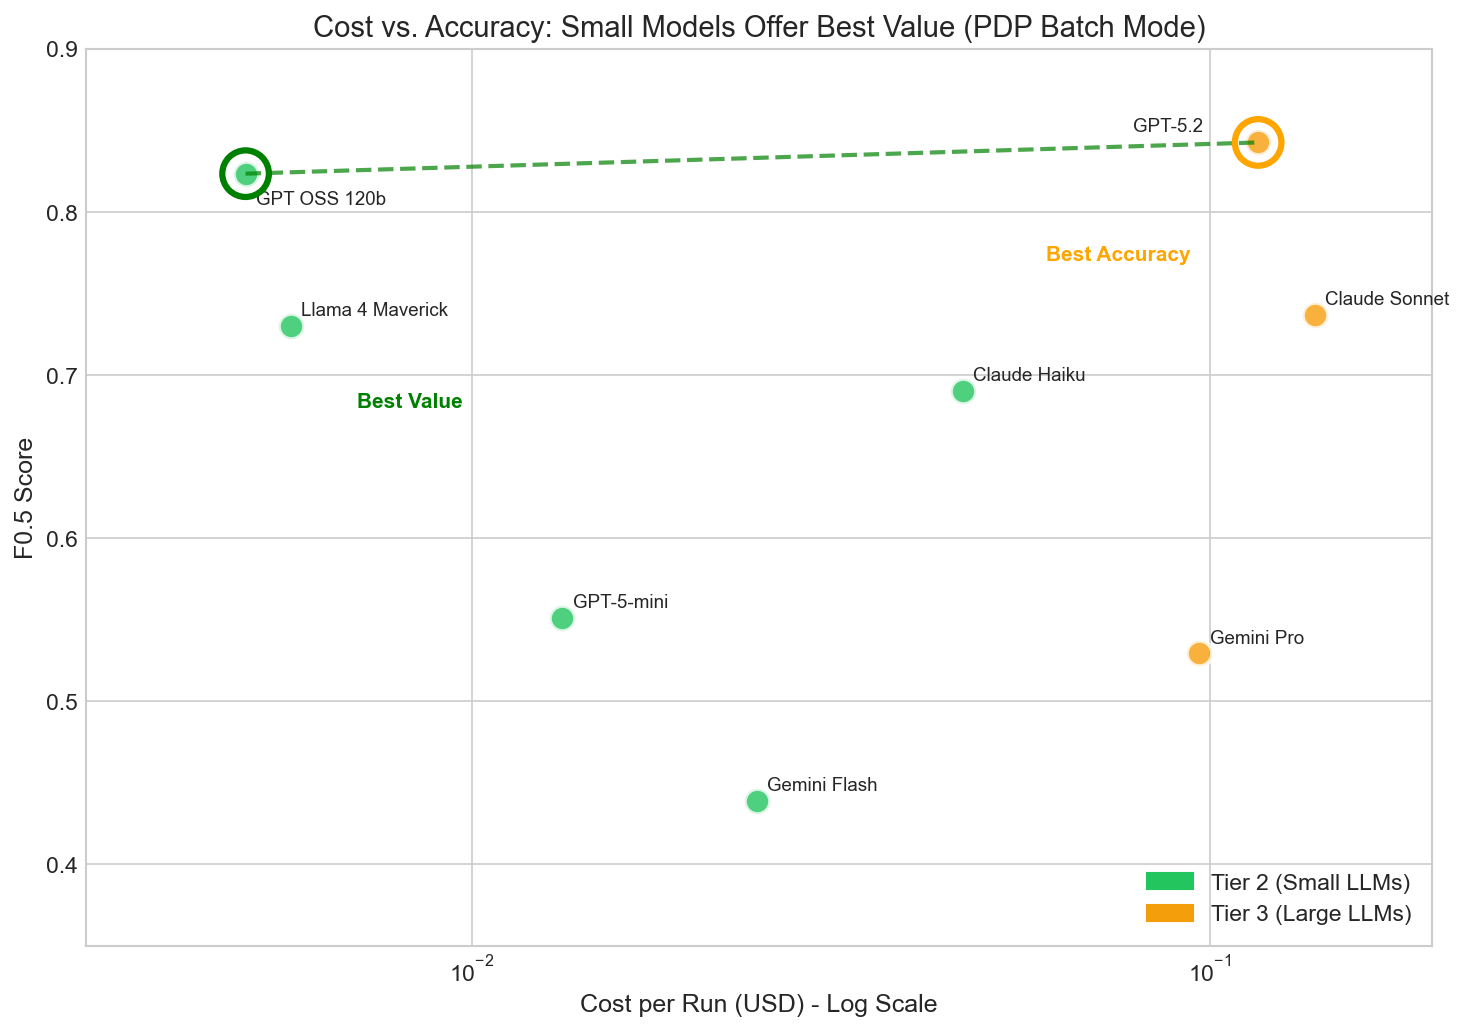 Cost vs. Accuracy: Small Models Offer Best Value (PDP Batch Mode)
0.9
GPT-5.2
GPT OSS 120b
0.8
Best Accuracy
Claude Sonnet
Llama 4 Maverick
0.7
Claude Haiku
Best Value
F0.5 Score
0.6
GPT-5-mini
Gemini Pro
0.5
Gemini Flash
0.4
Tier 2 (Small LLMs)
Tier 3 (Large LLMs)
10⁻² 10⁻¹
Cost per Run (USD) - Log Scale